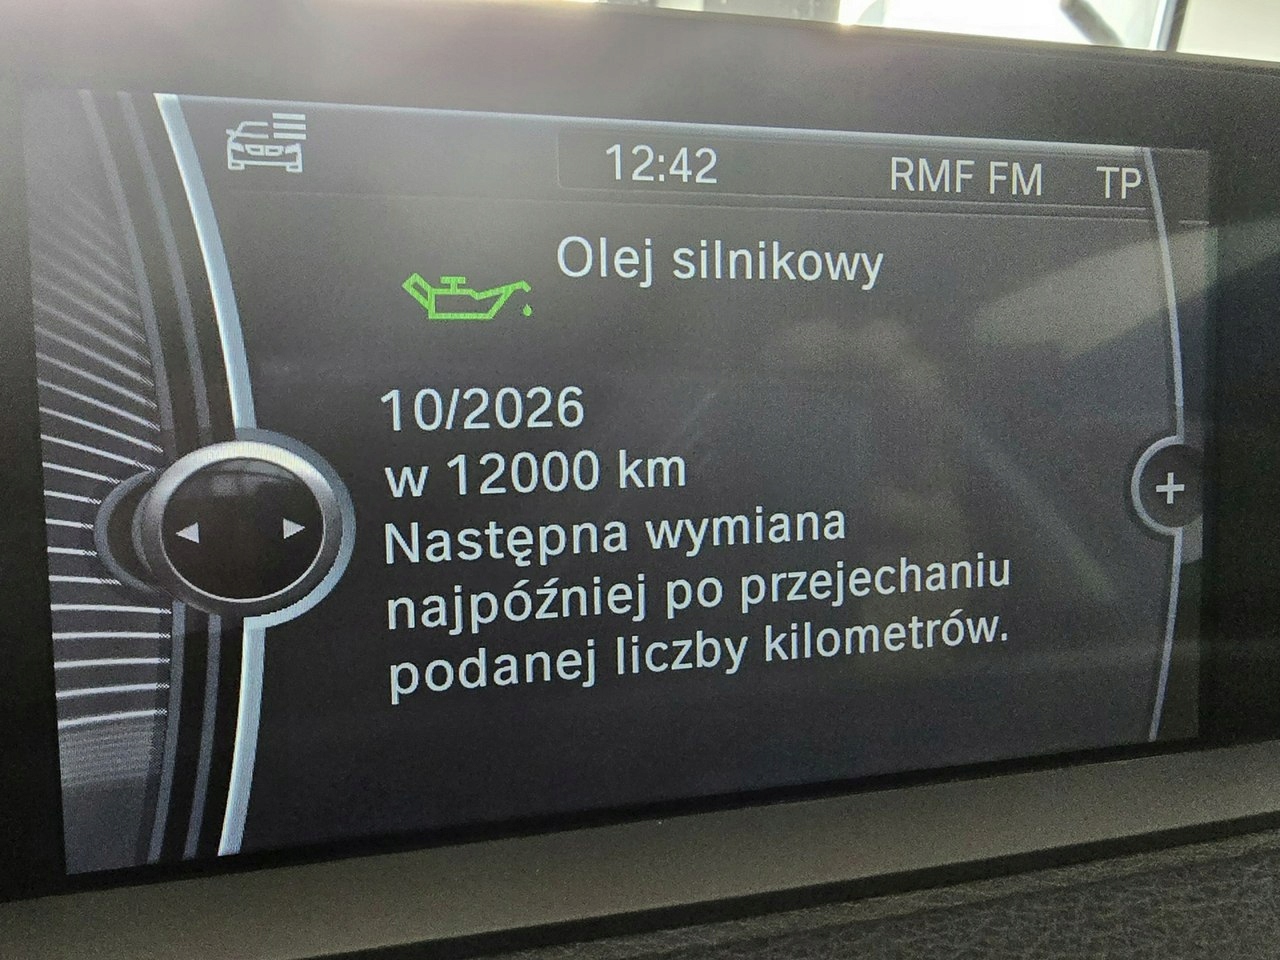 12:42 RMF FM TP
Olej silnikowy
10/2026
w 12000 km
Następna wymiana
najpóźniej po przejechaniu
podanej liczby kilometrów.